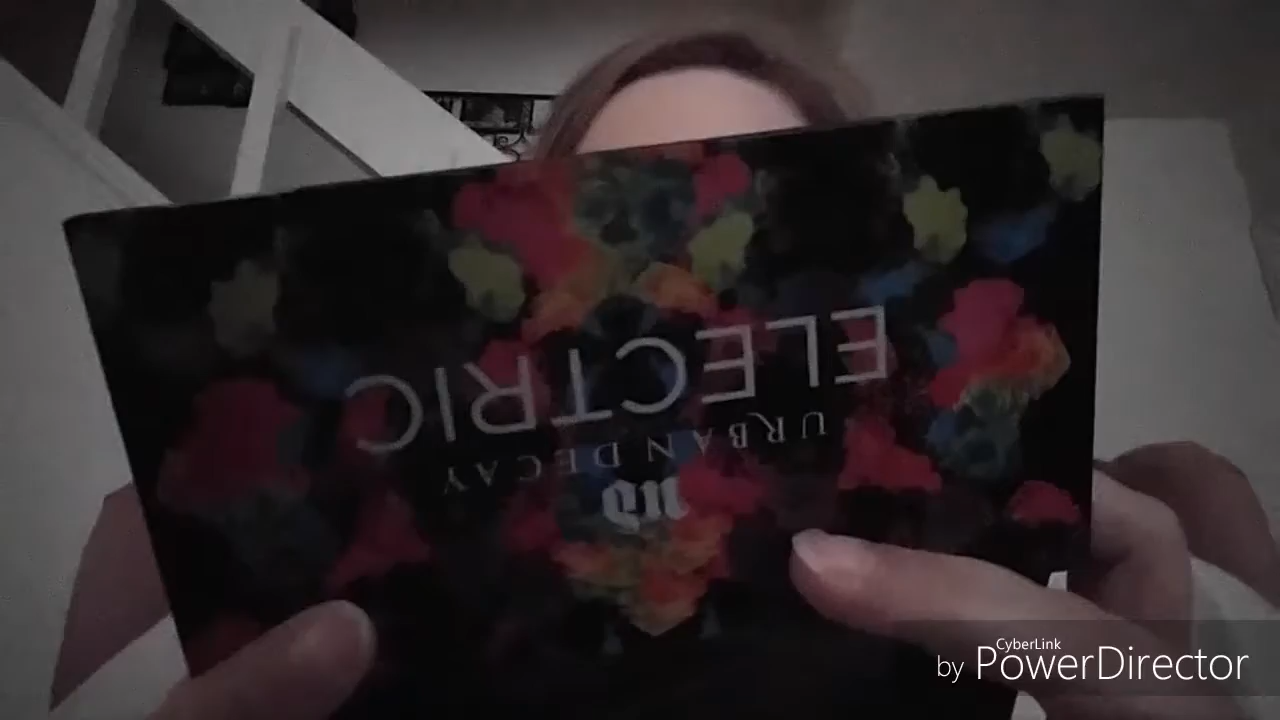 ELECTRIC
URBAN DECAY
UD
CyberLink
by PowerDirector